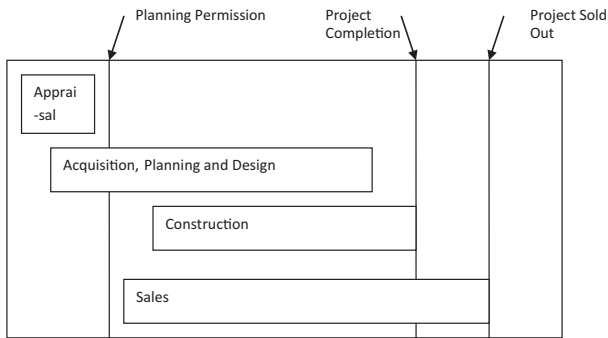 Planning Permission
Project
Completion
Project Sold
Out
Apprai
-sal
Acquisition, Planning and Design
Construction
Sales